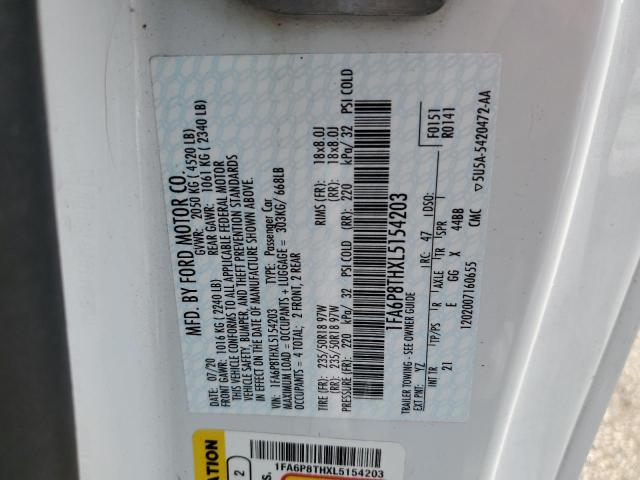 MFD. BY FORD MOTOR CO.
DATE: 07/20 GVWR: 2050 KG ( 4520 LB)
FRONT GAWR: 1016 KG (2240 LB) REAR GAWR: 1061 KG ( 2340 LB)
THIS VEHICLE CONFORMS TO ALL APPLICABLE FEDERAL MOTOR
VEHICLE SAFETY, BUMPER, AND THEFT PREVENTION STANDARDS
IN EFFECT ON THE DATE OF MANUFACTURE SHOWN ABOVE.
VIN: 1FA6P8THXL5154203 TYPE: Passenger Car
MAXIMUM LOAD = OCCUPANTS + LUGGAGE = 303KG/ 668LB
OCCUPANTS = 4 TOTAL; 2 FRONT, 2 REAR
TIRE (FR): 235/50R18 97W RIMS (FR): 18x8.0J
TIRE (RR): 235/50R18 97W (RR): 18x8.0J
PRESSURE (FR): 220 kPa/ 32 PSI COLD (RR): 220 kPa/ 32 PSI COLD
1FA6P8THXL5154203
TRAILER TOWING - SEE OWNER GUIDE
F0151
R0141
EXT PNT: YZ RC: 47 DSO:
INT TR TP/PS R AXLE TR SPR
21 E GG X 44BB
1202007160655 CMC ▽5U5A-5420472-AA
1FA6P8THXL5154203
2